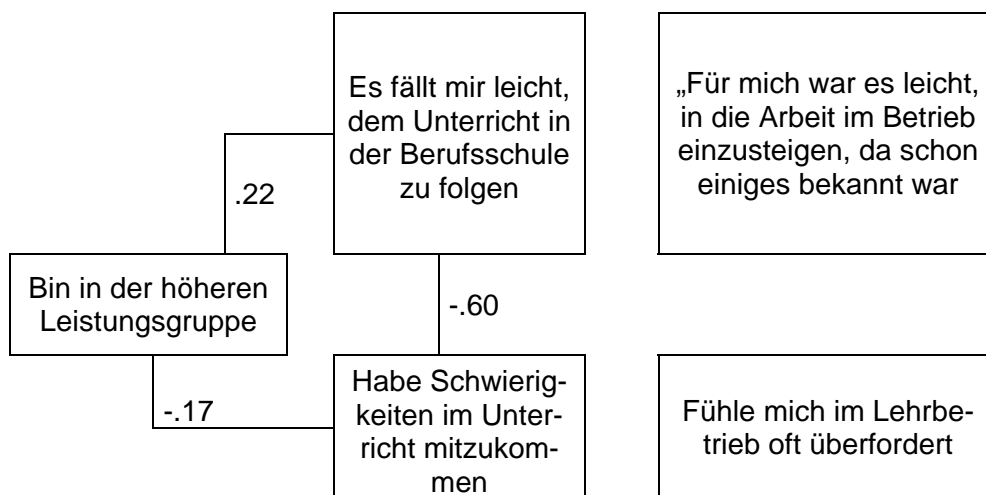 Es fällt mir leicht,
dem Unterricht in
der Berufsschule
zu folgen
„Für mich war es leicht,
in die Arbeit im Betrieb
einzusteigen, da schon
einiges bekannt war
.22
Bin in der höheren
Leistungsgruppe
-.60
-.17
Habe Schwierig-
keiten im Unter-
richt mitzukom-
men
Fühle mich im Lehrbe-
trieb oft überfordert